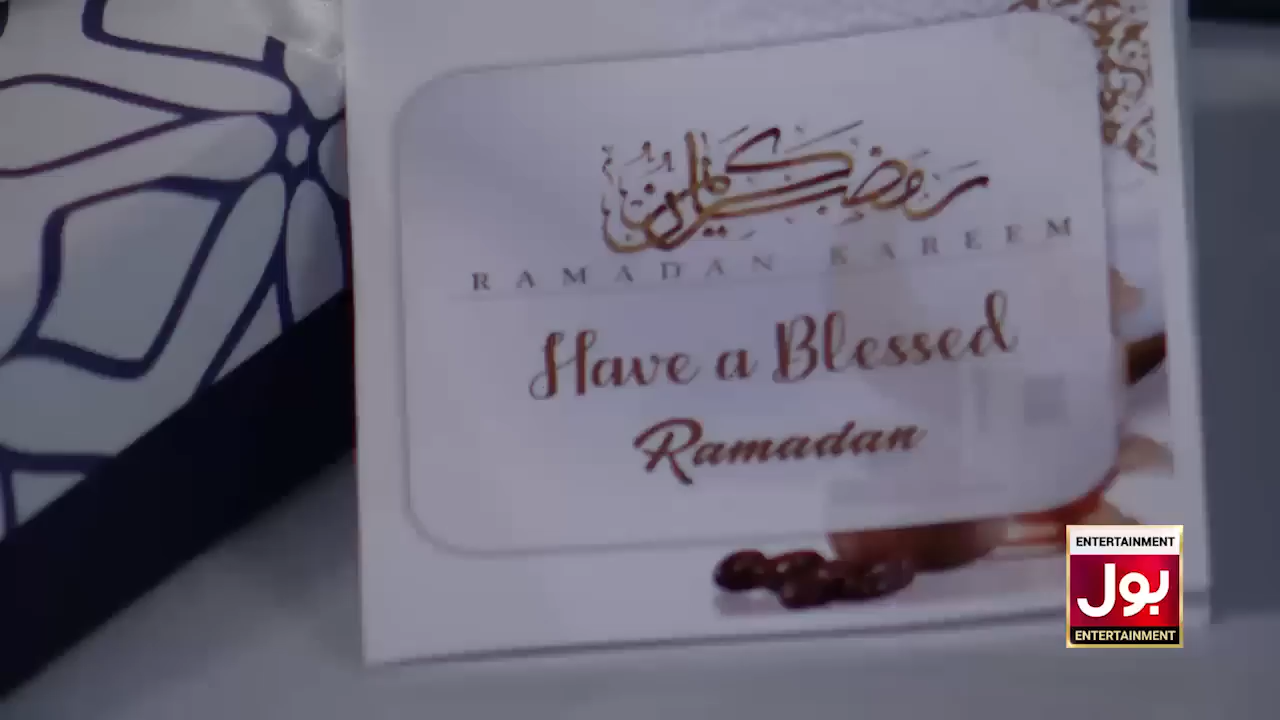 رمضان كريم
RAMADAN KAREEM
Have a Blessed
Ramadan
ENTERTAINMENT
بول
ENTERTAINMENT